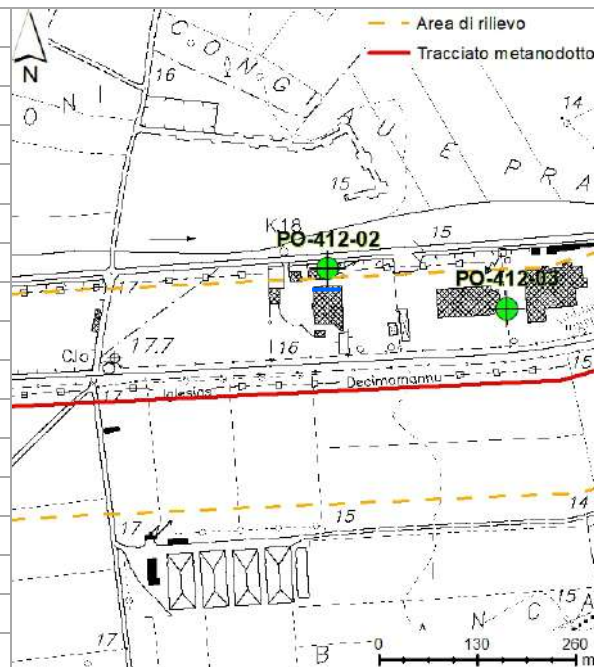 Area di rilievo
Tracciato metanodotto
N
C O N G
16
O N I
14
A U E P R A
15
K18
PO-412-02
15
PO-412-03
17
17.7
16
15
17
Iglesias
Decimomannu
14
17
15
15
N C A
17
B
0 130 260
m